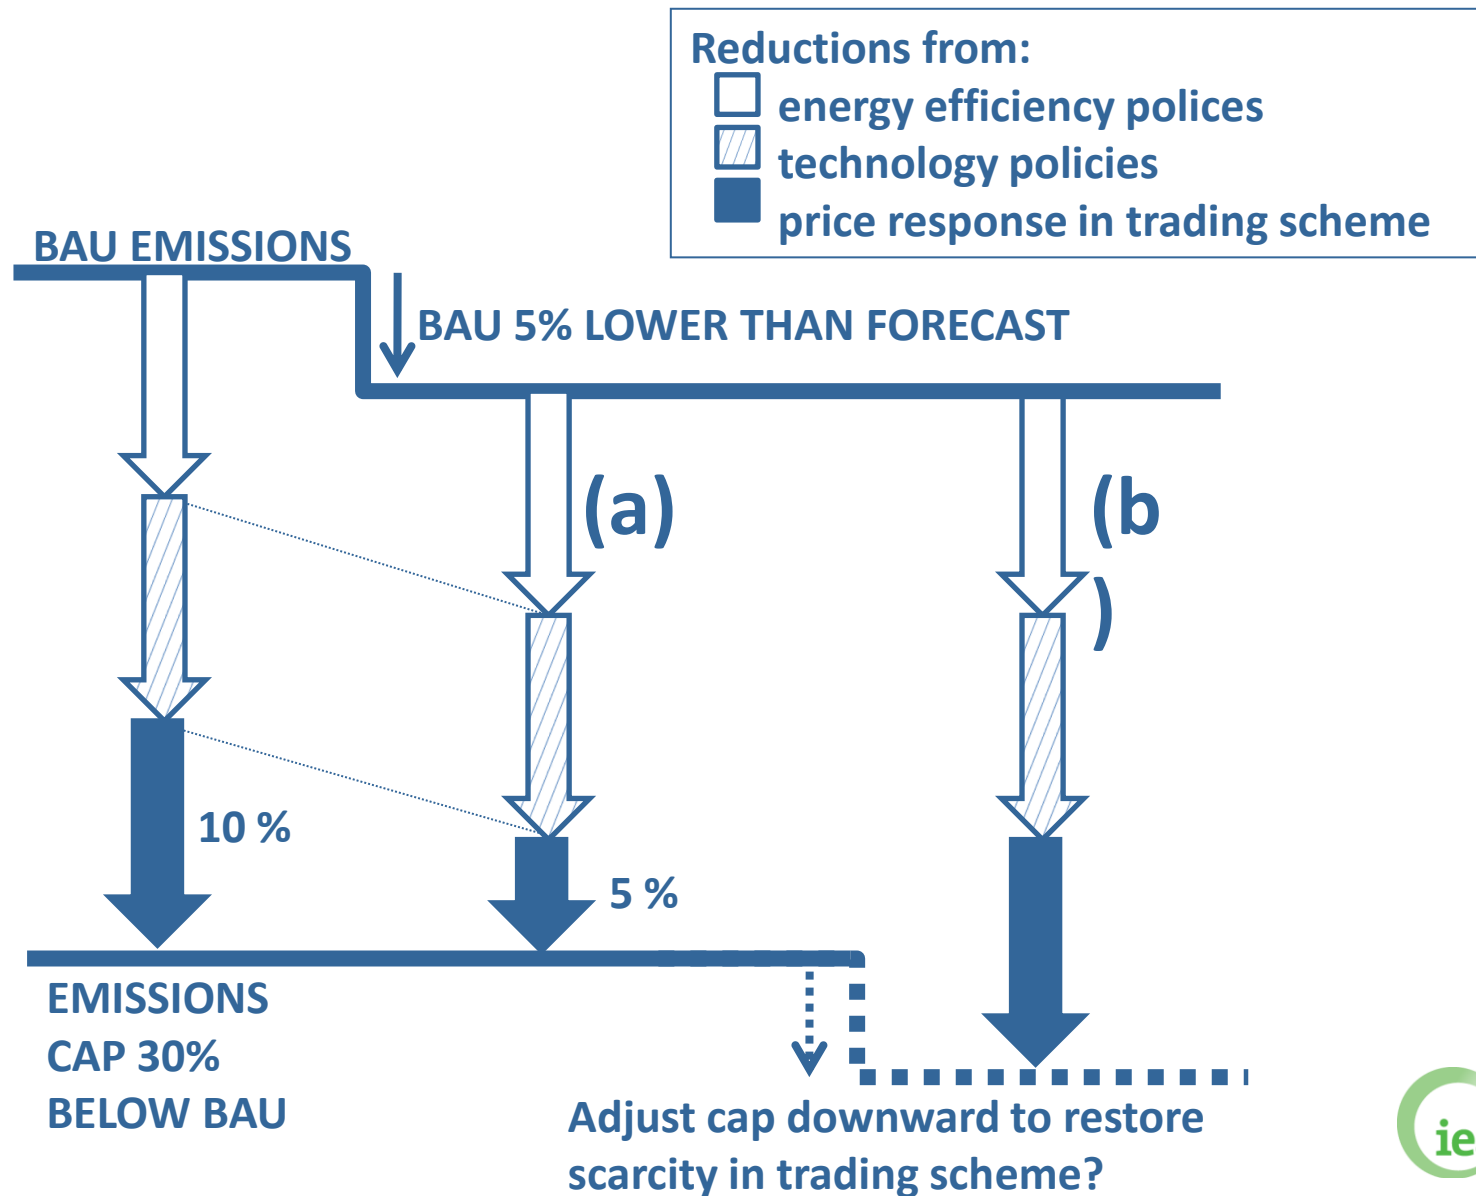 Reductions from:
energy efficiency polices
technology policies
price response in trading scheme
BAU EMISSIONS
BAU 5% LOWER THAN FORECAST
(a)
(b
)
10 %
5 %
EMISSIONS
CAP 30%
BELOW BAU
Adjust cap downward to restore
scarcity in trading scheme?
ie